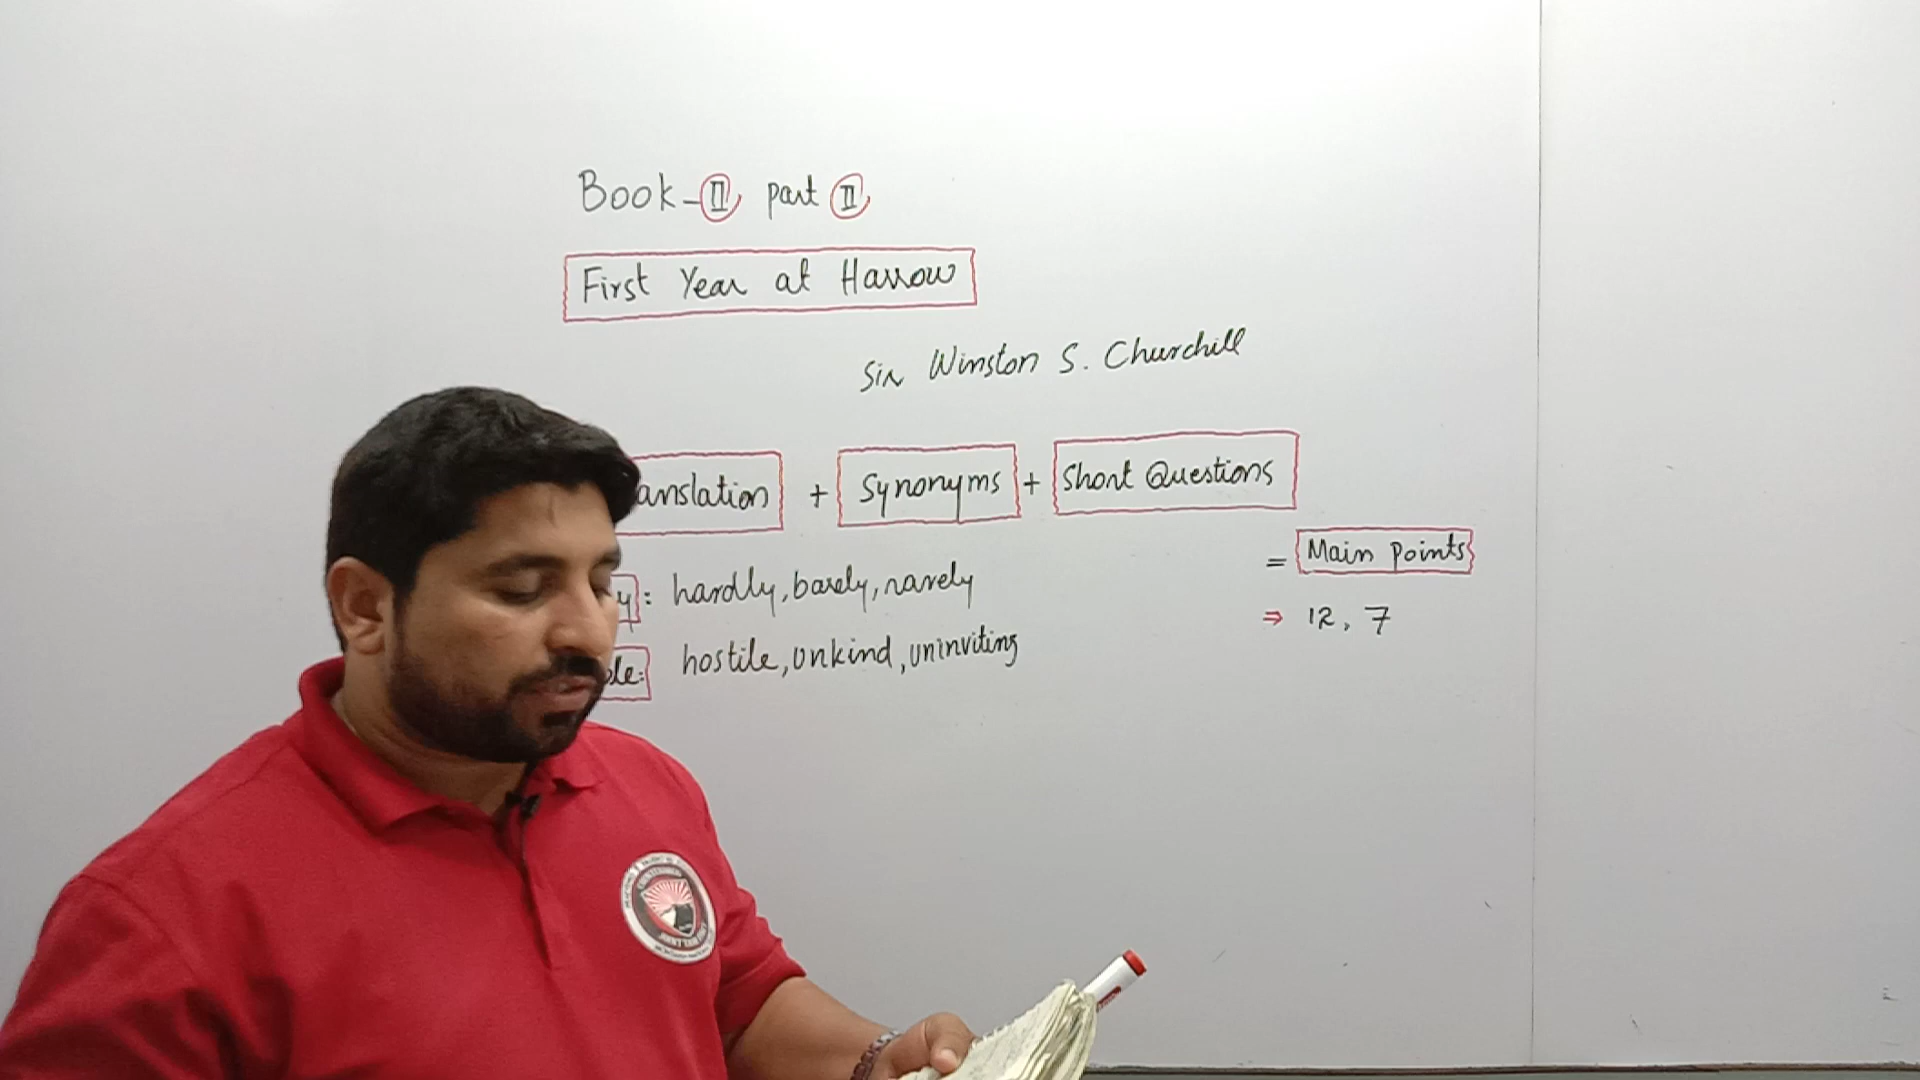 Book - II part II
First Year at Harrow
Sir Winston S. Churchill
anslation + Synonyms + Short Questions
= Main points
y: hardly, barely, rarely
⇒ 12, 7
ble: hostile, unkind, uninviting